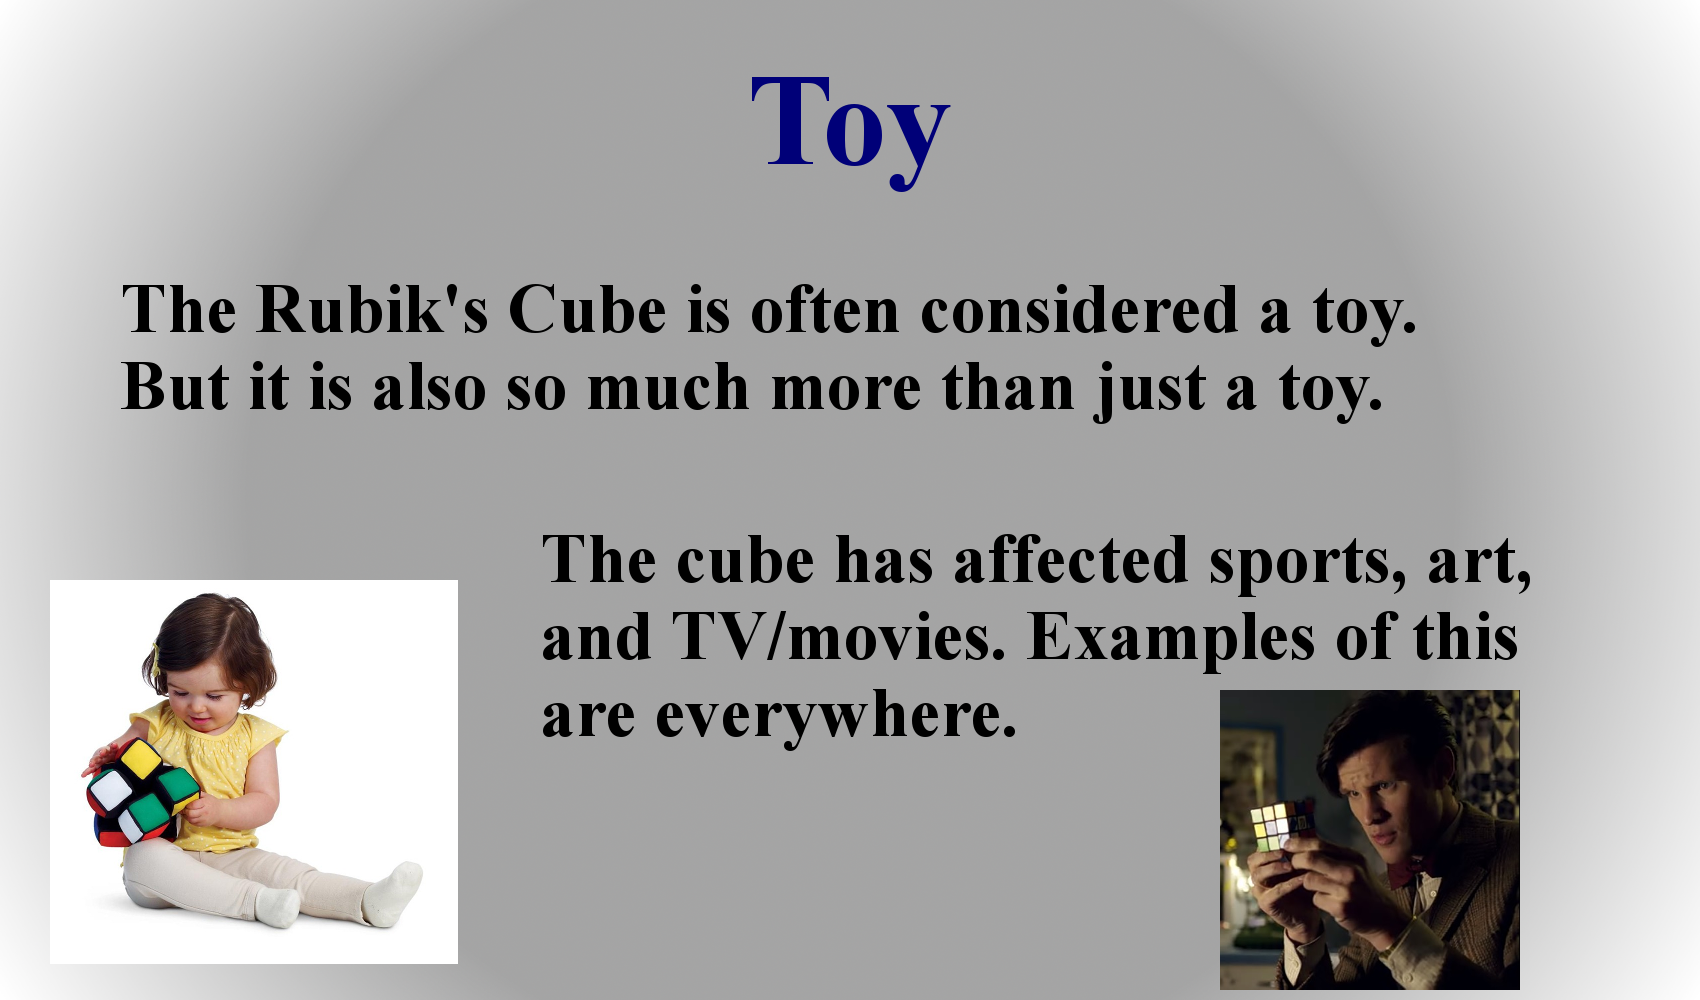 Toy
The Rubik's Cube is often considered a toy.
But it is also so much more than just a toy.
The cube has affected sports, art,
and TV/movies. Examples of this
are everywhere.